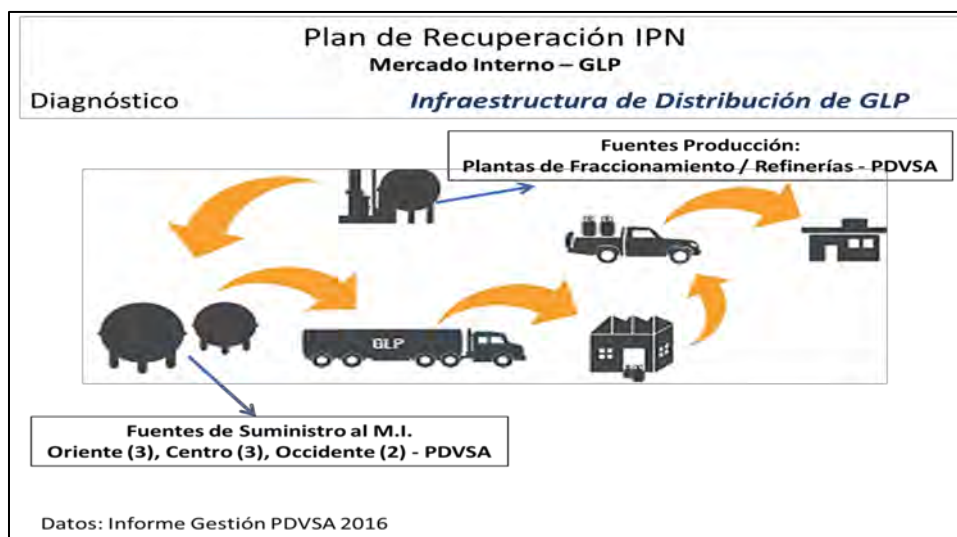 Plan de Recuperación IPN
Mercado Interno – GLP
Diagnóstico
Infraestructura de Distribución de GLP
Fuentes Producción:
Plantas de Fraccionamiento / Refinerías - PDVSA
GLP
Fuentes de Suministro al M.I.
Oriente (3), Centro (3), Occidente (2) - PDVSA
Datos: Informe Gestión PDVSA 2016